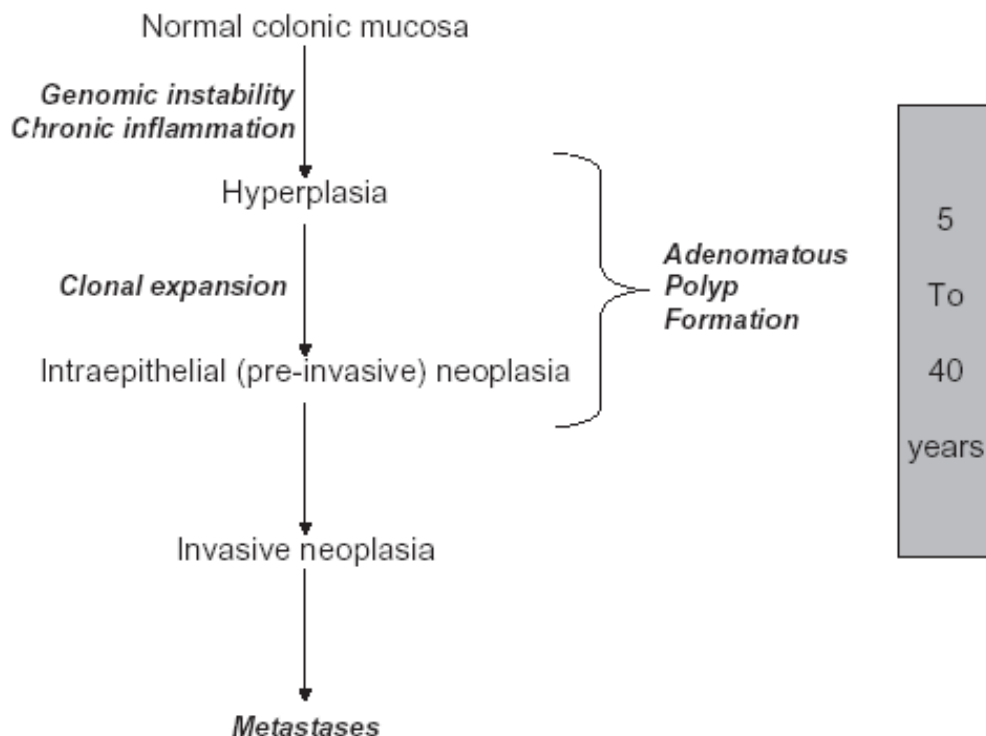 Normal colonic mucosa
Genomic instability
Chronic inflammation
Hyperplasia
Clonal expansion
Intraepithelial (pre-invasive) neoplasia
Invasive neoplasia
Metastases
Adenomatous
Polyp
Formation
5
To
40
years